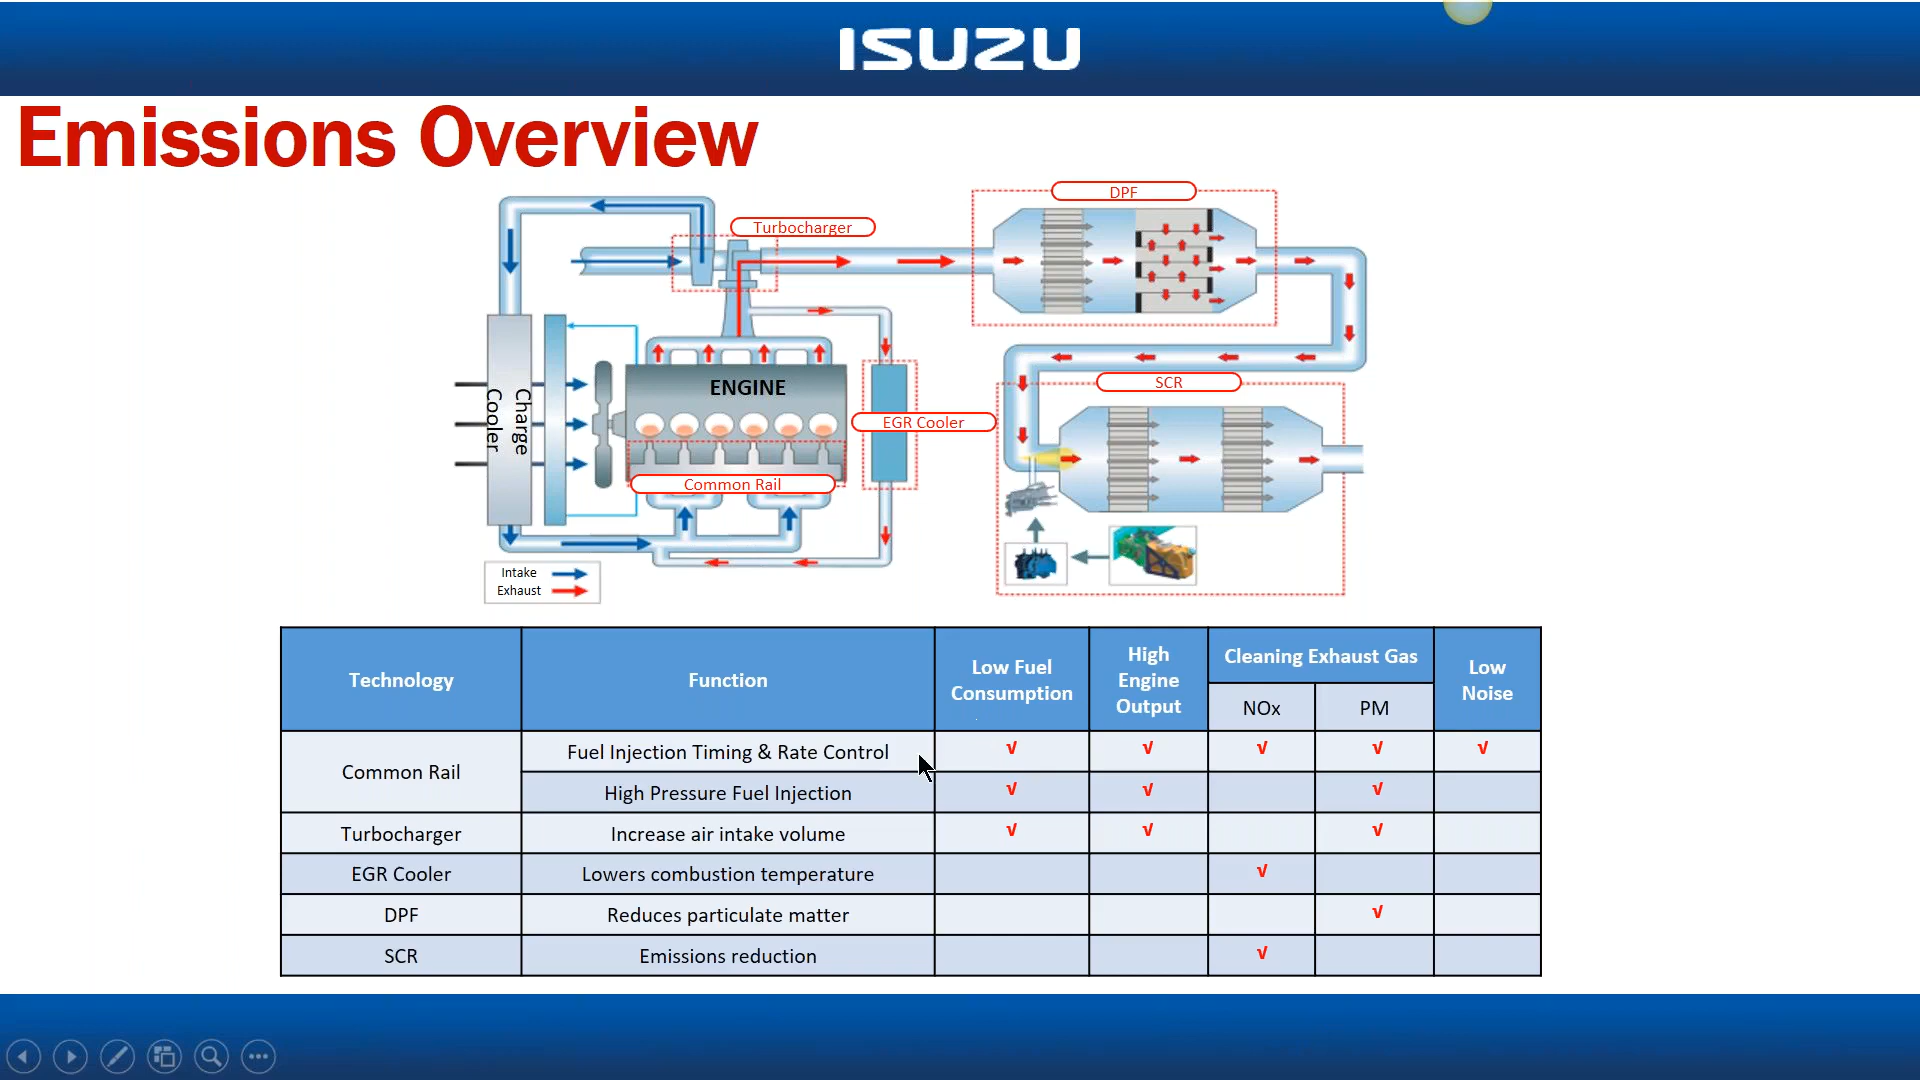 ISUZU
Emissions Overview
DPF
Turbocharger
SCR
ENGINE
Charge
Cooler
EGR Cooler
Common Rail
Intake
Exhaust
Technology
Function
Low Fuel
Consumption
High
Engine
Output
Cleaning Exhaust Gas
NOx
PM
Low
Noise
Common Rail
Fuel Injection Timing & Rate Control
√ √ √ √ √
High Pressure Fuel Injection
√ √ √
Turbocharger
Increase air intake volume
√ √ √
EGR Cooler
Lowers combustion temperature
√
DPF
Reduces particulate matter
√
SCR
Emissions reduction
√